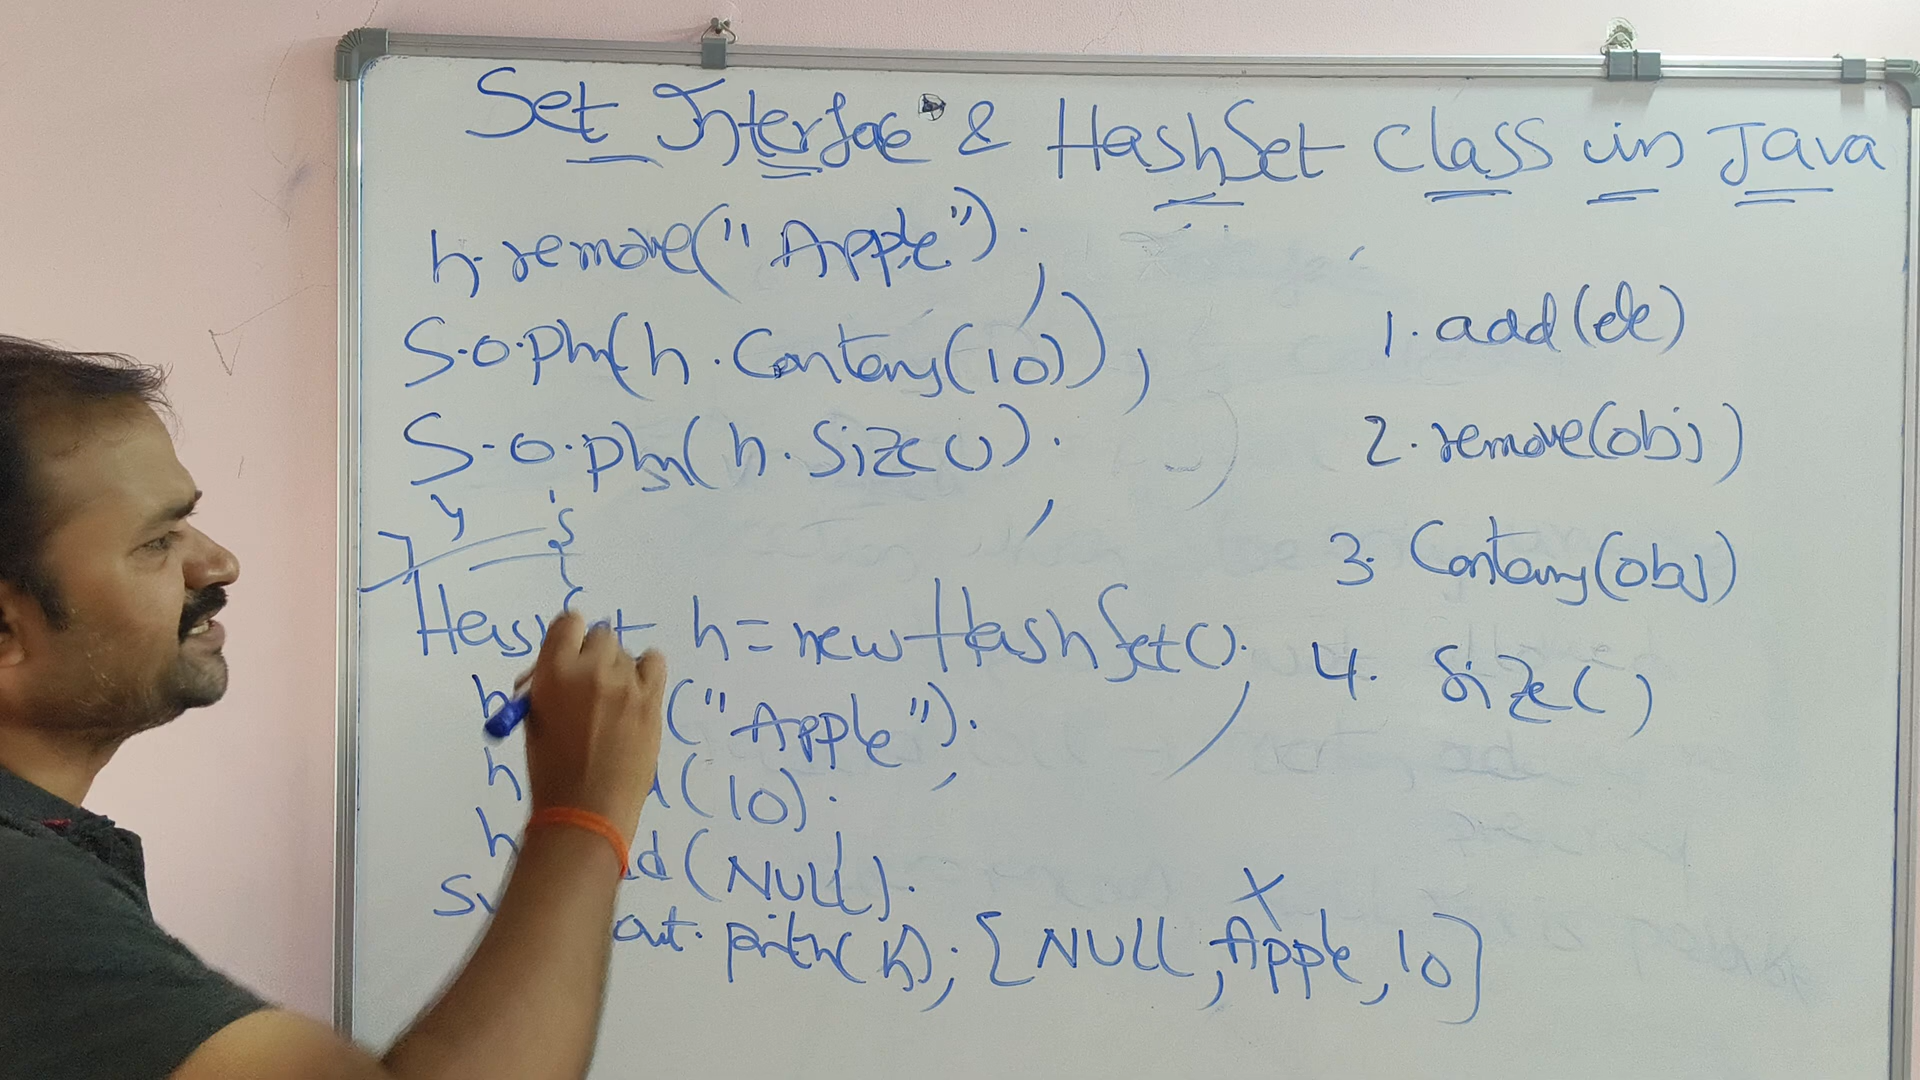 Set Interface & HashSet class in Java
h.remove("Apple");
S.o.pln(h.Contains(10));
S.o.pln(h.size());
h = new HashSet();
("Apple");
(10);
(NULL);
out.println(h); [NULL, Apple, 10]
1. add(ele)
2. remove(obj)
3. Contains(obj)
4. Size()